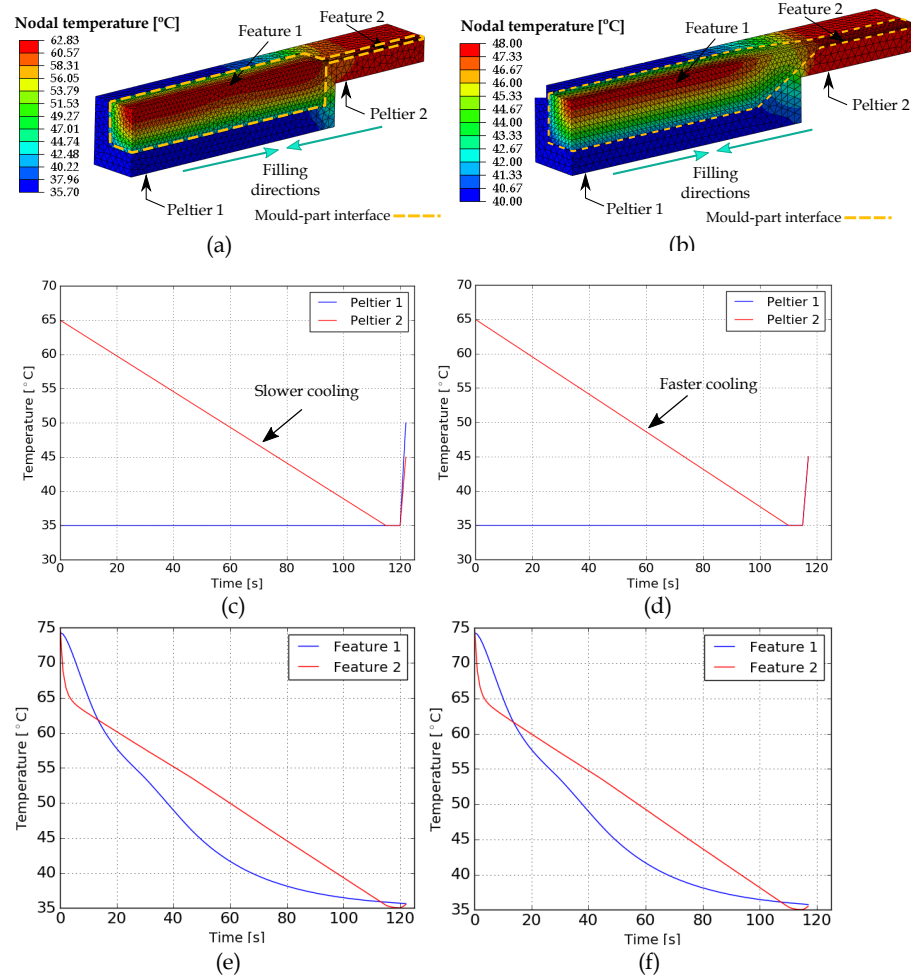 Nodal temperature [ºC]
62.83
60.57
58.31
56.05
53.79
51.53
49.27
47.01
44.74
42.48
40.22
37.96
35.70
Feature 1
Feature 2
Peltier 2
Filling
directions
Peltier 1
Mould-part interface
(a)
Nodal temperature [ºC]
48.00
47.33
46.67
46.00
45.33
44.67
44.00
43.33
42.67
42.00
41.33
40.67
40.00
Feature 1
Feature 2
Peltier 2
Filling
directions
Peltier 1
Mould-part interface
(b)
Temperature [°C]
70
65
60
55
50
45
40
35
30
Peltier 1
Peltier 2
Slower cooling
0 20 40 60 80 100 120
Time [s]
(c)
Temperature [°C]
70
65
60
55
50
45
40
35
30
Peltier 1
Peltier 2
Faster cooling
0 20 40 60 80 100 120
Time [s]
(d)
Temperature [°C]
75
70
65
60
55
50
45
40
35
Feature 1
Feature 2
0 20 40 60 80 100 120
Time [s]
(e)
Temperature [°C]
75
70
65
60
55
50
45
40
35
Feature 1
Feature 2
0 20 40 60 80 100 120
Time [s]
(f)